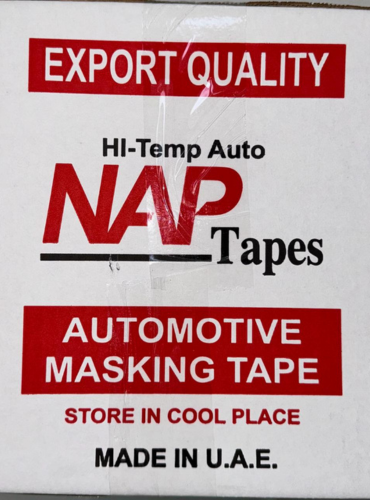 EXPORT QUALITY
HI-Temp Auto
NAP
Tapes
AUTOMOTIVE
MASKING TAPE
STORE IN COOL PLACE
MADE IN U.A.E.